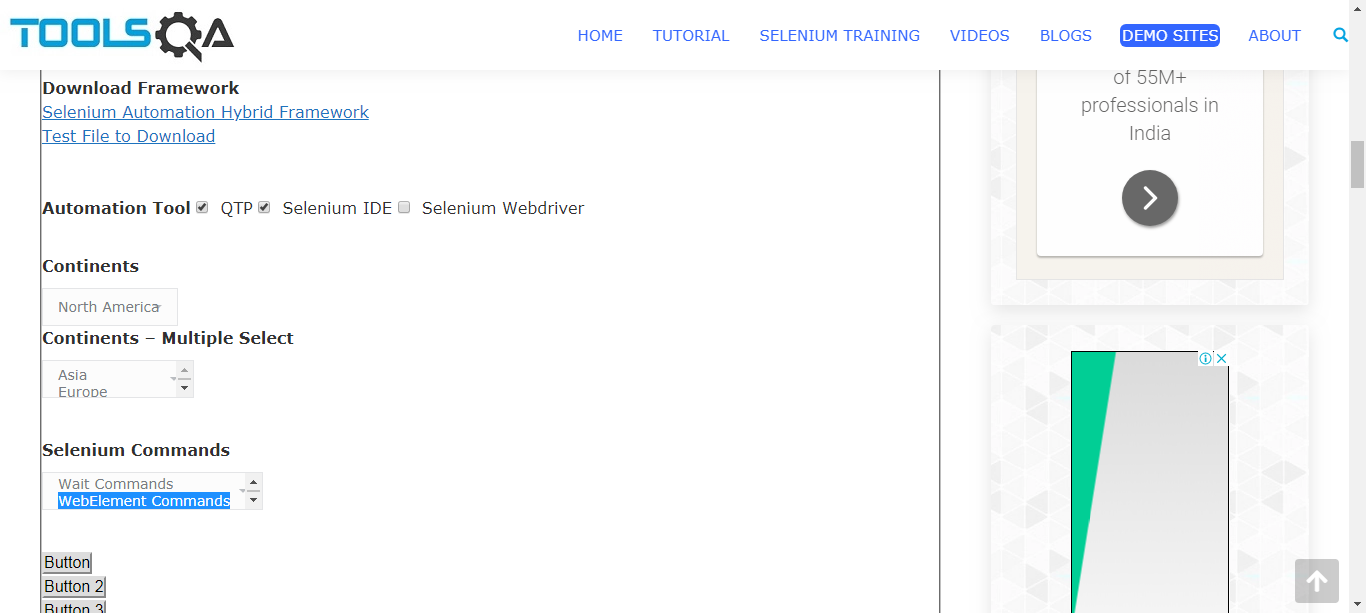 TOOLSQA
HOME TUTORIAL SELENIUM TRAINING VIDEOS BLOGS DEMO SITES ABOUT
Download Framework
Selenium Automation Hybrid Framework
Test File to Download
Automation Tool QTP Selenium IDE Selenium Webdriver
Continents
North America
Continents – Multiple Select
Asia
Europe
Selenium Commands
Wait Commands
WebElement Commands
Button
Button 2
Button 3
of 55M+
professionals in
India